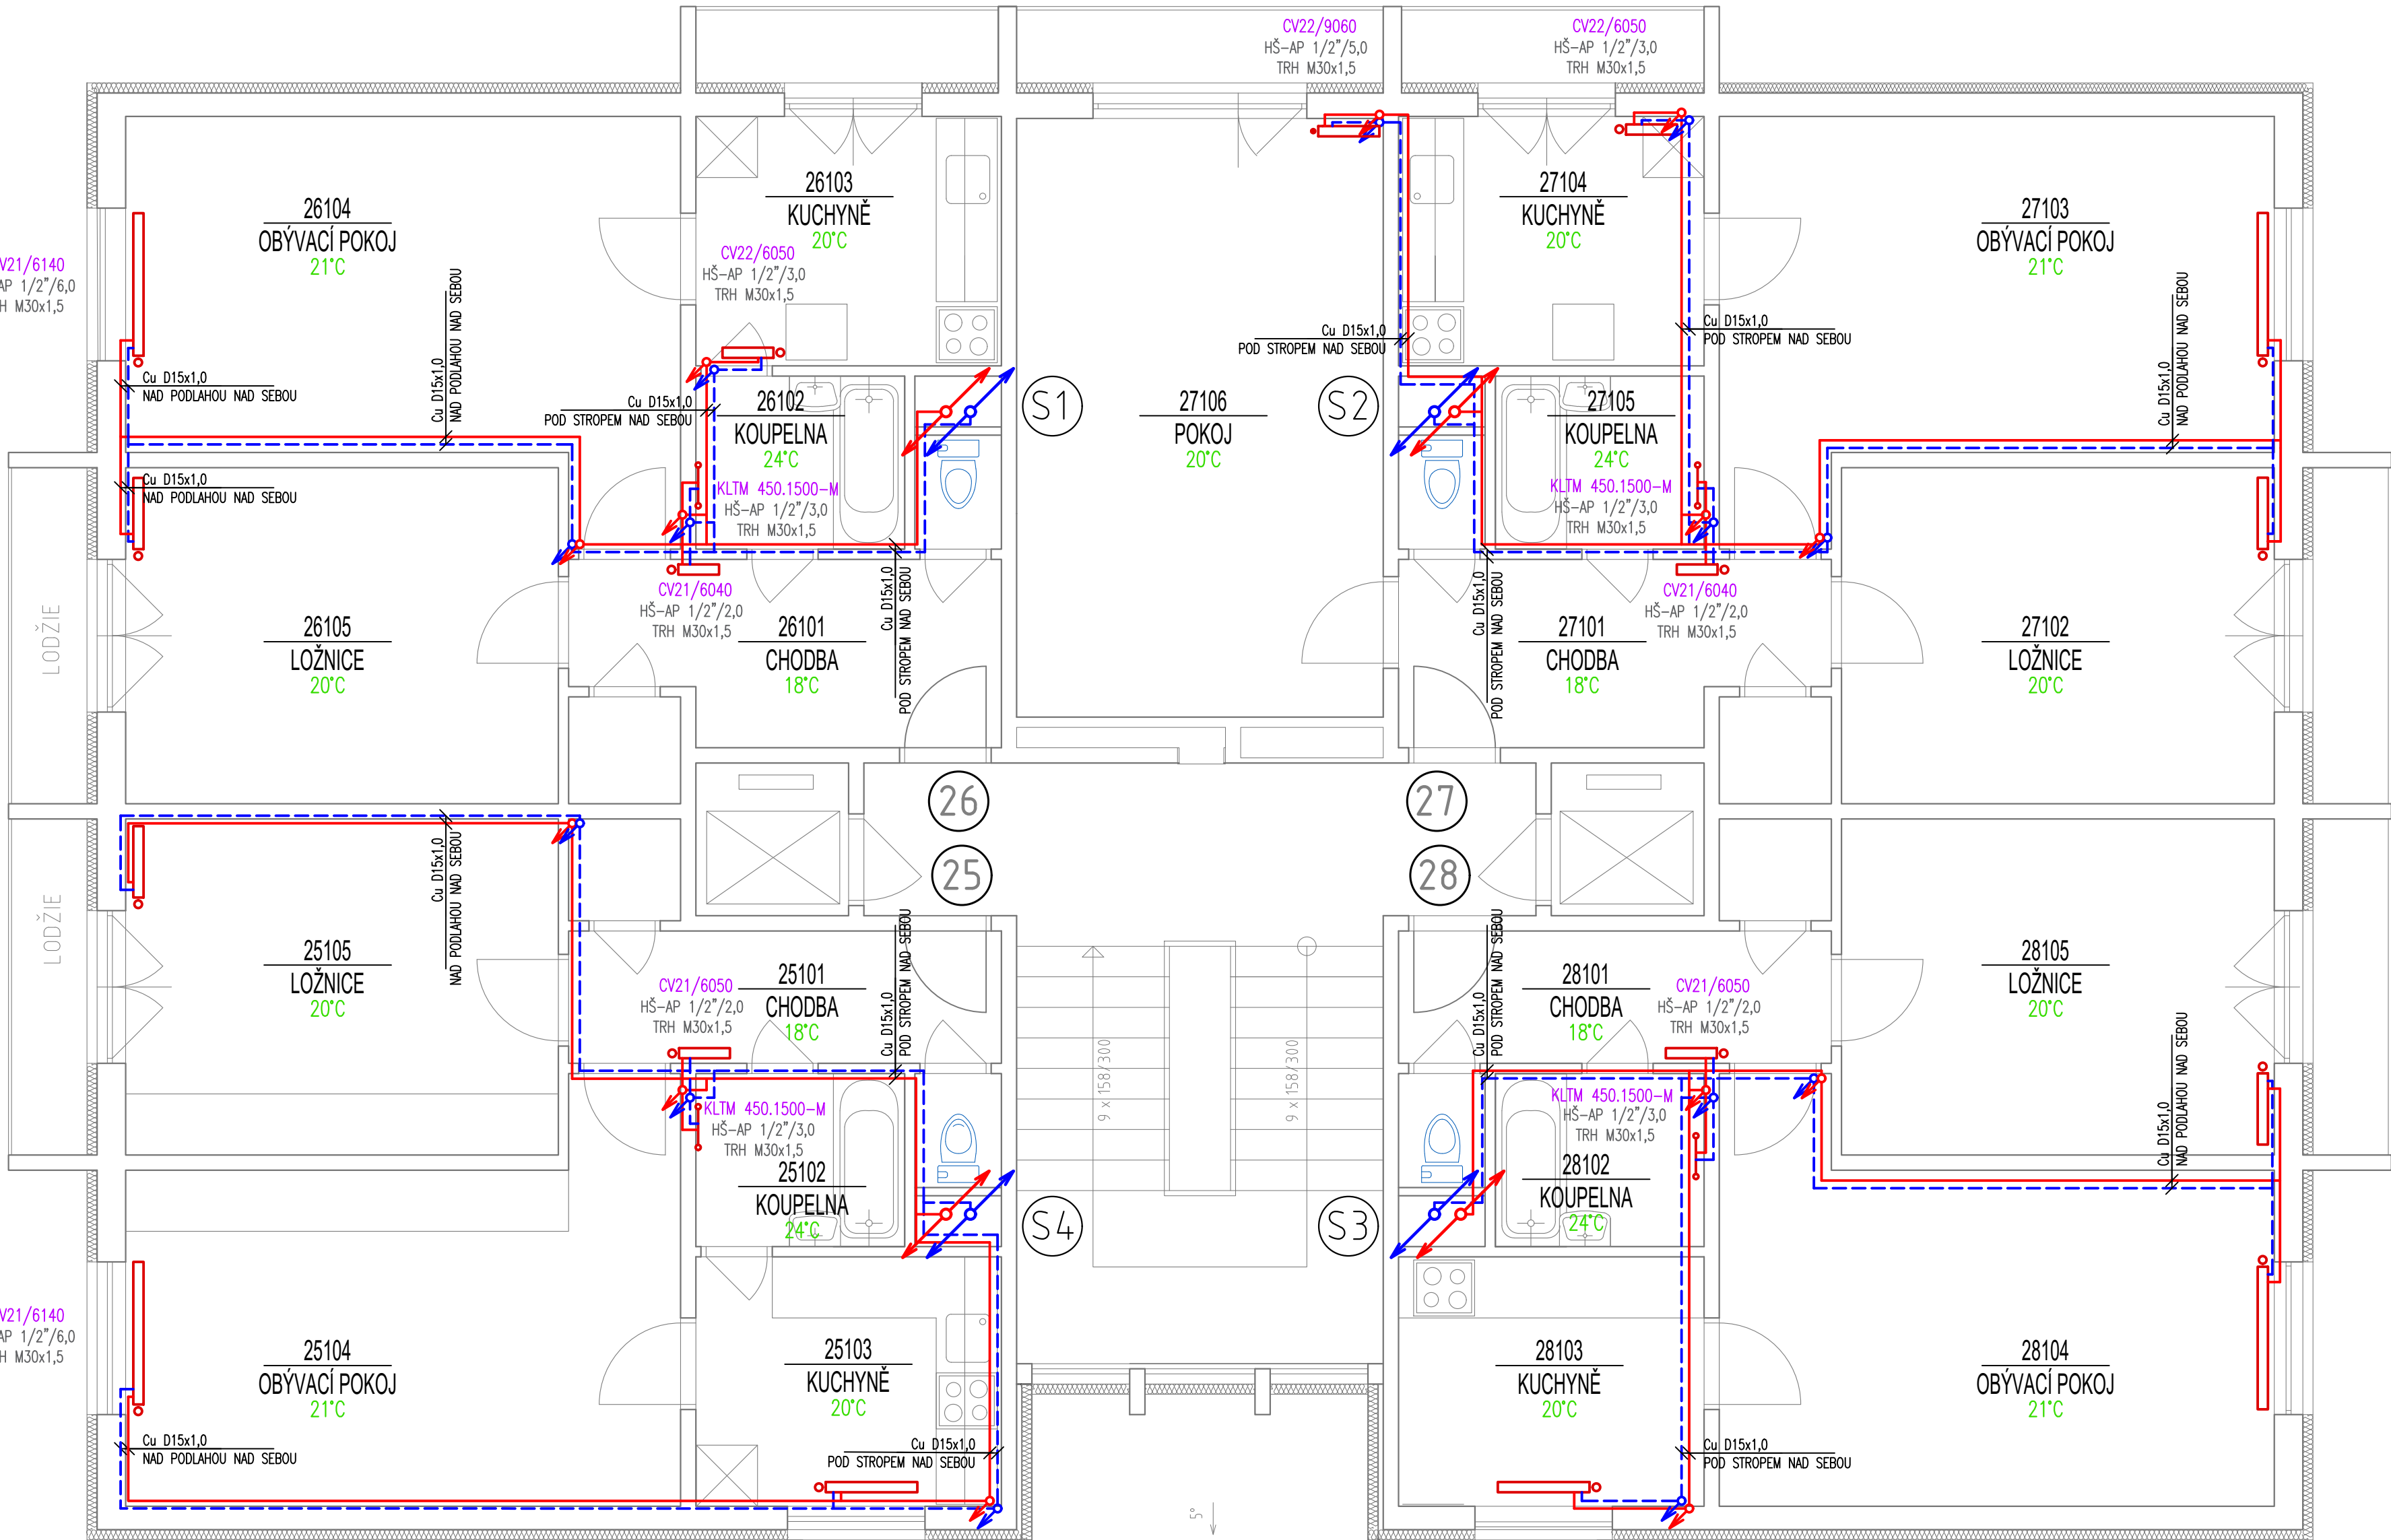 CV22/9060
HŠ-AP 1/2"/5,0
TRH M30x1,5
CV22/6050
HŠ-AP 1/2"/3,0
TRH M30x1,5
26104
OBÝVACÍ POKOJ
21°C
26103
KUCHYNĚ
20°C
27104
KUCHYNĚ
20°C
27103
OBÝVACÍ POKOJ
21°C
V21/6140
AP 1/2"/6,0
H M30x1,5
CV22/6050
HŠ-AP 1/2"/3,0
TRH M30x1,5
Cu D15x1,0
NAD PODLAHOU NAD SEBOU
Cu D15x1,0
NAD PODLAHOU NAD SEBOU
Cu D15x1,0
POD STROPEM NAD SEBOU
Cu D15x1,0
POD STROPEM NAD SEBOU
Cu D15x1,0
POD STROPEM NAD SEBOU
Cu D15x1,0
NAD PODLAHOU NAD SEBOU
26102
KOUPELNA
24°C
S1
27106
POKOJ
20°C
S2
27105
KOUPELNA
24°C
Cu D15x1,0
NAD PODLAHOU NAD SEBOU
KLTM 450.1500-M
HŠ-AP 1/2"/3,0
TRH M30x1,5
KLTM 450.1500-M
HŠ-AP 1/2"/3,0
TRH M30x1,5
CV21/6040
HŠ-AP 1/2"/2,0
TRH M30x1,5
Cu D15x1,0
POD STROPEM NAD SEBOU
Cu D15x1,0
POD STROPEM NAD SEBOU
CV21/6040
HŠ-AP 1/2"/2,0
TRH M30x1,5
LODŽIE
26105
LOŽNICE
20°C
26101
CHODBA
18°C
27101
CHODBA
18°C
27102
LOŽNICE
20°C
26
27
25
28
LODŽIE
Cu D15x1,0
NAD PODLAHOU NAD SEBOU
25105
LOŽNICE
20°C
CV21/6050
HŠ-AP 1/2"/2,0
TRH M30x1,5
25101
CHODBA
18°C
Cu D15x1,0
POD STROPEM NAD SEBOU
9 x 158/300
9 x 158/300
Cu D15x1,0
POD STROPEM NAD SEBOU
28101
CHODBA
18°C
CV21/6050
HŠ-AP 1/2"/2,0
TRH M30x1,5
28105
LOŽNICE
20°C
Cu D15x1,0
NAD PODLAHOU NAD SEBOU
KLTM 450.1500-M
HŠ-AP 1/2"/3,0
TRH M30x1,5
25102
KOUPELNA
24°C
S4
S3
KLTM 450.1500-M
HŠ-AP 1/2"/3,0
TRH M30x1,5
28102
KOUPELNA
24°C
V21/6140
AP 1/2"/6,0
H M30x1,5
25104
OBÝVACÍ POKOJ
21°C
25103
KUCHYNĚ
20°C
28103
KUCHYNĚ
20°C
28104
OBÝVACÍ POKOJ
21°C
Cu D15x1,0
NAD PODLAHOU NAD SEBOU
Cu D15x1,0
POD STROPEM NAD SEBOU
Cu D15x1,0
POD STROPEM NAD SEBOU
5°